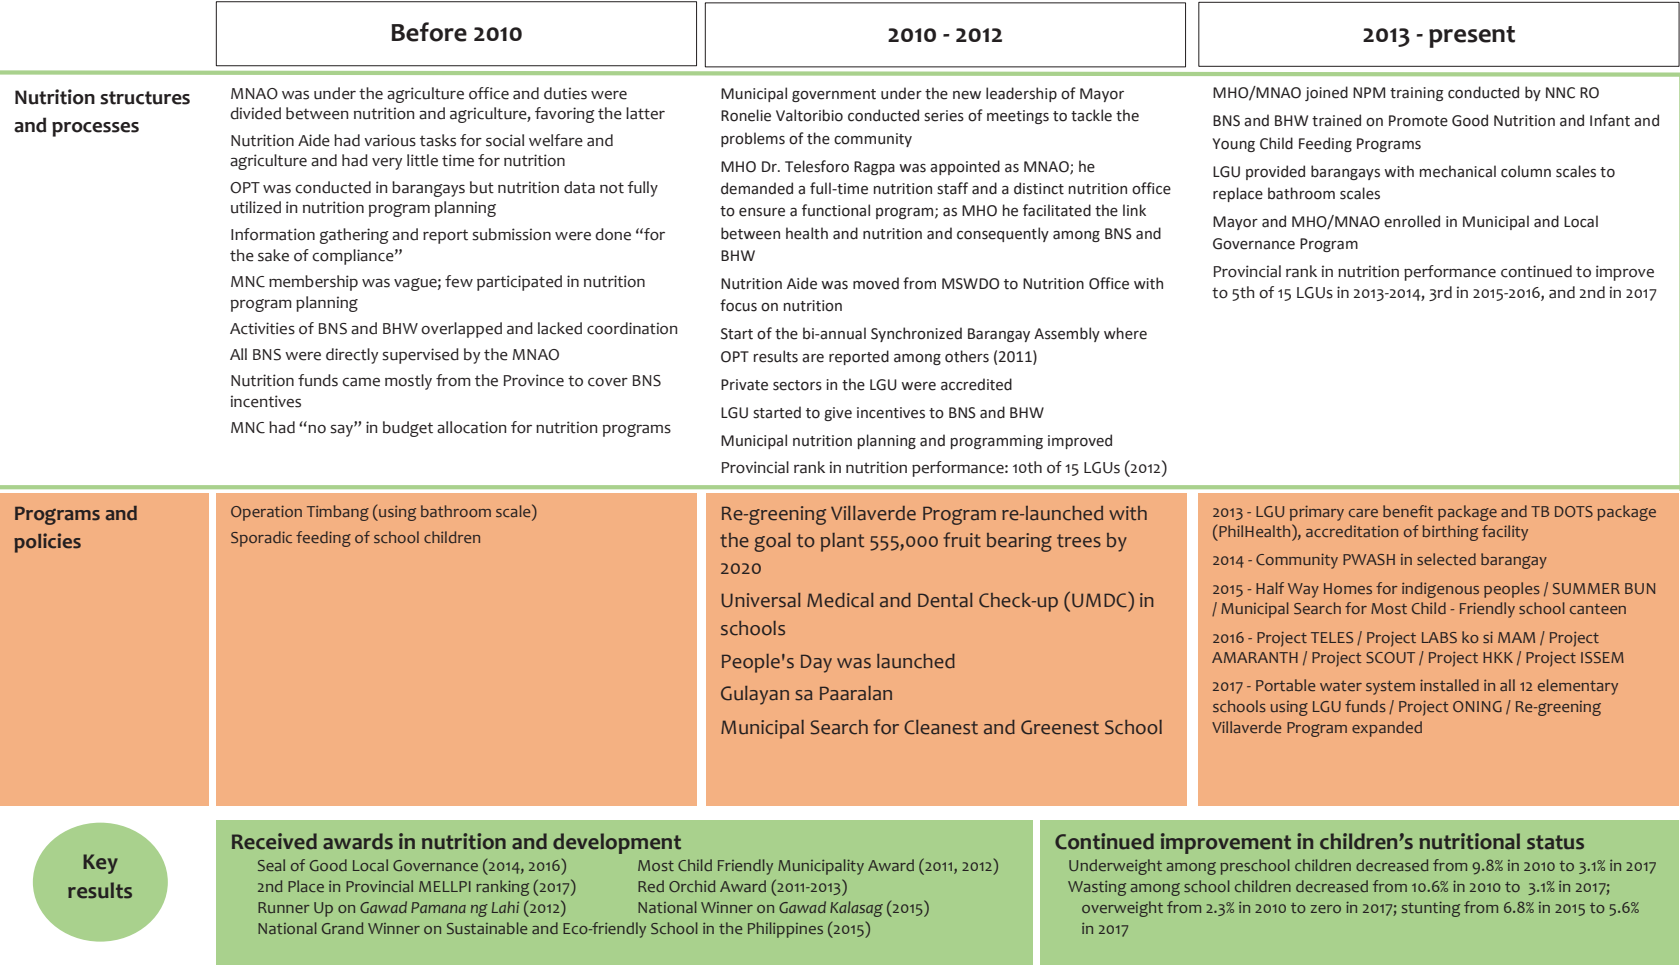 Before 2010
2010 - 2012
2013 - present
Nutrition structures
and processes
MNAO was under the agriculture office and duties were
divided between nutrition and agriculture, favoring the latter
Nutrition Aide had various tasks for social welfare and
agriculture and had very little time for nutrition
OPT was conducted in barangays but nutrition data not fully
utilized in nutrition program planning
Information gathering and report submission were done “for
the sake of compliance”
MNC membership was vague; few participated in nutrition
program planning
Activities of BNS and BHW overlapped and lacked coordination
All BNS were directly supervised by the MNAO
Nutrition funds came mostly from the Province to cover BNS
incentives
MNC had “no say” in budget allocation for nutrition programs
Municipal government under the new leadership of Mayor
Ronelie Valtoribio conducted series of meetings to tackle the
problems of the community
MHO Dr. Telesforo Ragpa was appointed as MNAO; he
demanded a full-time nutrition staff and a distinct nutrition office
to ensure a functional program; as MHO he facilitated the link
between health and nutrition and consequently among BNS and
BHW
Nutrition Aide was moved from MSWDO to Nutrition Office with
focus on nutrition
Start of the bi-annual Synchronized Barangay Assembly where
OPT results are reported among others (2011)
Private sectors in the LGU were accredited
LGU started to give incentives to BNS and BHW
Municipal nutrition planning and programming improved
Provincial rank in nutrition performance: 10th of 15 LGUs (2012)
MHO/MNAO joined NPM training conducted by NNC RO
BNS and BHW trained on Promote Good Nutrition and Infant and
Young Child Feeding Programs
LGU provided barangays with mechanical column scales to
replace bathroom scales
Mayor and MHO/MNAO enrolled in Municipal and Local
Governance Program
Provincial rank in nutrition performance continued to improve
to 5th of 15 LGUs in 2013-2014, 3rd in 2015-2016, and 2nd in 2017
Programs and
policies
Operation Timbang (using bathroom scale)
Sporadic feeding of school children
Re-greening Villaverde Program re-launched with
the goal to plant 555,000 fruit bearing trees by
2020
Universal Medical and Dental Check-up (UMDC) in
schools
People's Day was launched
Gulayan sa Paaralan
Municipal Search for Cleanest and Greenest School
2013 - LGU primary care benefit package and TB DOTS package
(PhilHealth), accreditation of birthing facility
2014 - Community PWASH in selected barangay
2015 - Half Way Homes for indigenous peoples / SUMMER BUN
/ Municipal Search for Most Child - Friendly school canteen
2016 - Project TELES / Project LABS ko si MAM / Project
AMARANTH / Project SCOUT / Project HKK / Project ISSEM
2017 - Portable water system installed in all 12 elementary
schools using LGU funds / Project ONING / Re-greening
Villaverde Program expanded
Key
results
Received awards in nutrition and development
Seal of Good Local Governance (2014, 2016)
2nd Place in Provincial MELLPI ranking (2017)
Runner Up on Gawad Pamana ng Lahi (2012)
Most Child Friendly Municipality Award (2011, 2012)
Red Orchid Award (2011-2013)
National Winner on Gawad Kalasag (2015)
National Grand Winner on Sustainable and Eco-friendly School in the Philippines (2015)
Continued improvement in children’s nutritional status
Underweight among preschool children decreased from 9.8% in 2010 to 3.1% in 2017
Wasting among school children decreased from 10.6% in 2010 to 3.1% in 2017;
overweight from 2.3% in 2010 to zero in 2017; stunting from 6.8% in 2015 to 5.6%
in 2017